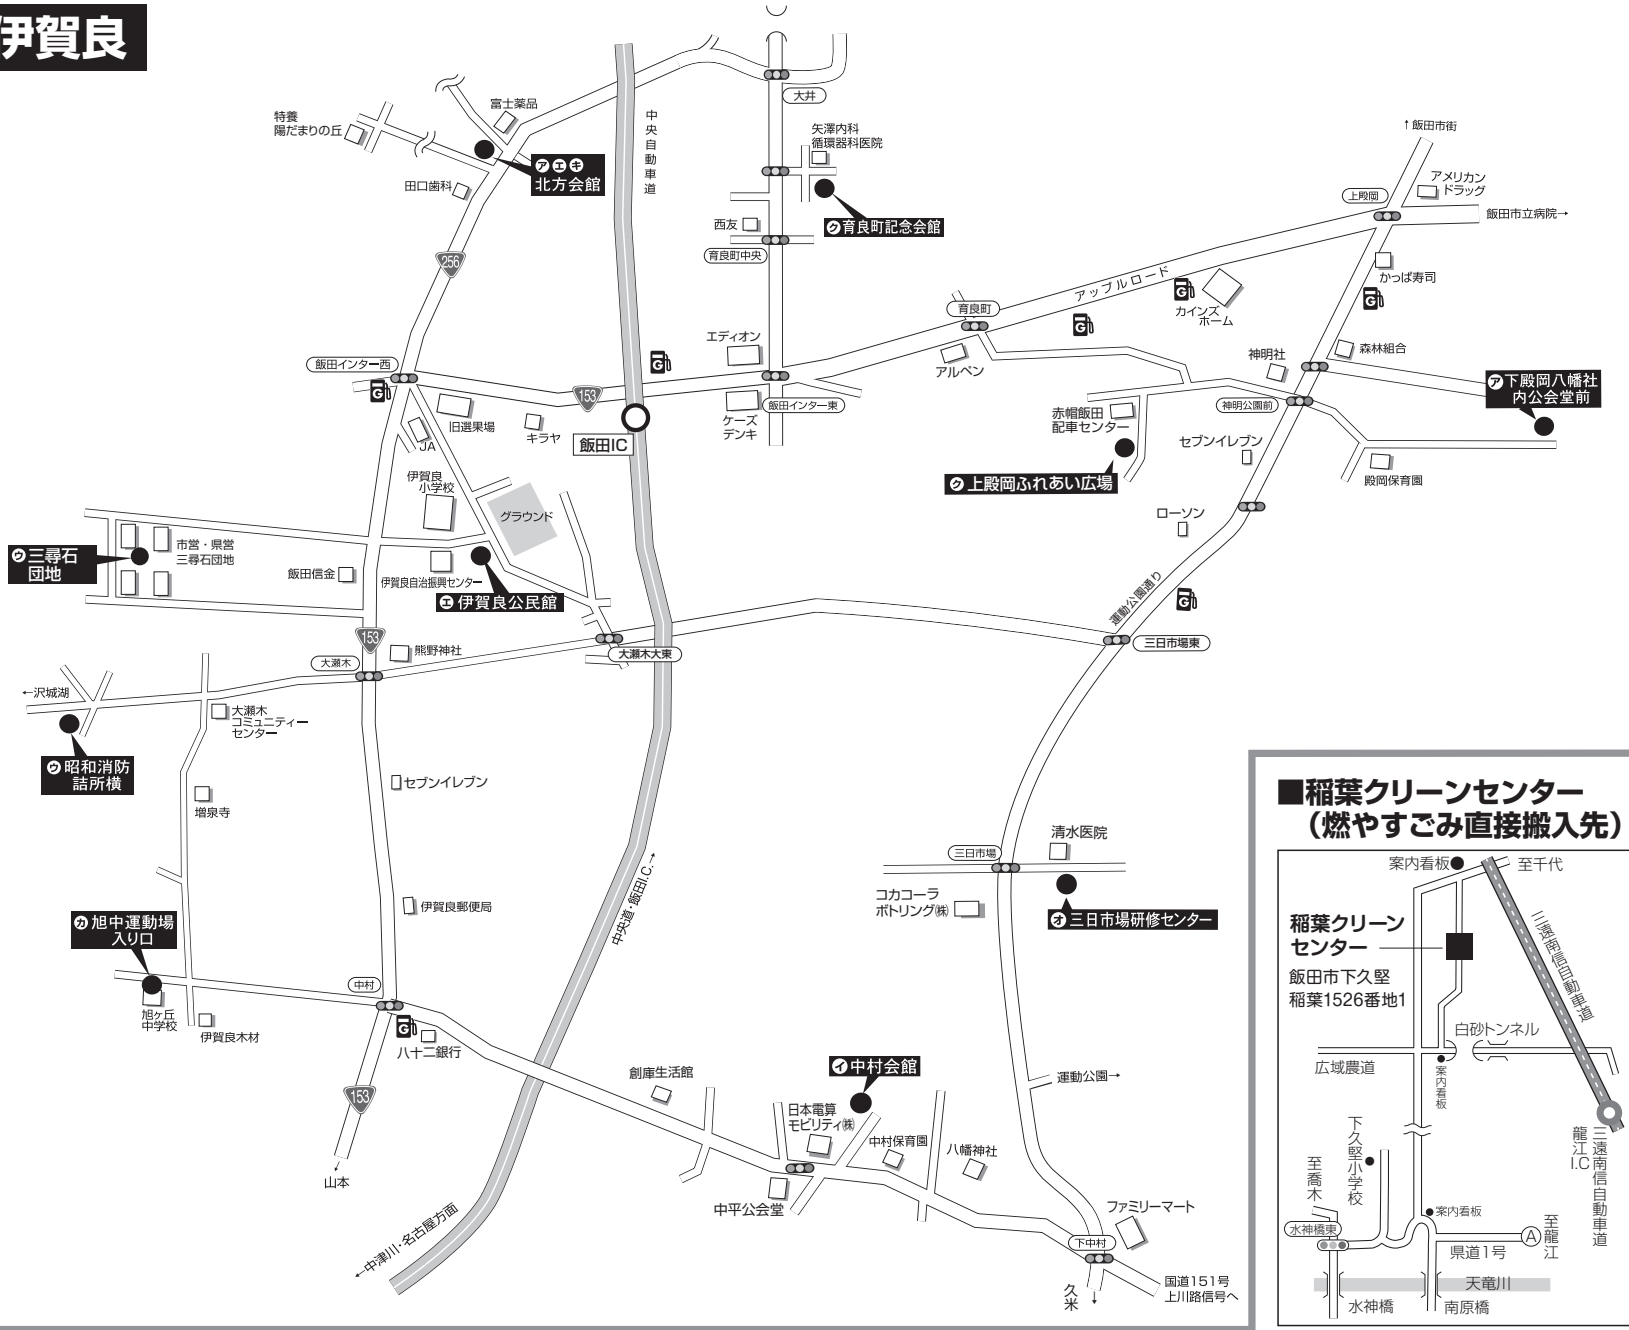 伊賀良
富士薬品
特養
陽だまりの丘
ア エ キ
北方会館
田口歯科
256
中央自動車道
大井
矢澤内科
循環器科医院
西友
ク 育良町記念会館
育良町中央
↑飯田市街
アメリカン
ドラッグ
上殿岡
飯田市立病院→
かっぱ寿司
アップルロード
カインズ
ホーム
育良町
アルペン
エディオン
飯田インター西
153
飯田インター東
ケーズ
デンキ
旧選果場
キラヤ
飯田IC
JA
神明社
森林組合
ア 下殿岡八幡社
内公会堂前
神明公園前
赤帽飯田
配車センター
セブンイレブン
殿岡保育園
ク 上殿岡ふれあい広場
ローソン
伊賀良
小学校
グラウンド
市営・県営
三尋石団地
ウ 三尋石
団地
飯田信金
伊賀良自治振興センター
エ 伊賀良公民館
運動公園通り
153
熊野神社
大瀬木
大瀬木大東
三日市場東
←沢城湖
大瀬木
コミュニティー
センター
ウ 昭和消防
詰所横
増泉寺
セブンイレブン
清水医院
三日市場
コカコーラ
ボトリング㈱
オ 三日市場研修センター
中央道・飯田I.C.→
伊賀良郵便局
カ 旭中運動場
入り口
中村
旭ヶ丘
中学校
伊賀良木材
八十二銀行
153
山本
創庫生活館
イ 中村会館
日本電算
モビリティ㈱
中村保育園
八幡神社
運動公園→
中平公会堂
←中津川・名古屋方面
ファミリーマート
下中村
久米
国道151号
上川路信号へ
■稲葉クリーンセンター
（燃やすごみ直接搬入先）
案内看板
至千代
稲葉クリーン
センター
飯田市下久堅
稲葉1526番地1
三遠南信自動車道
白砂トンネル
広域農道
案内看板
下久堅小学校
至喬木
三遠南信自動車道
龍江I.C
案内看板
水神橋東
県道1号
A
至龍江
天竜川
水神橋
南原橋